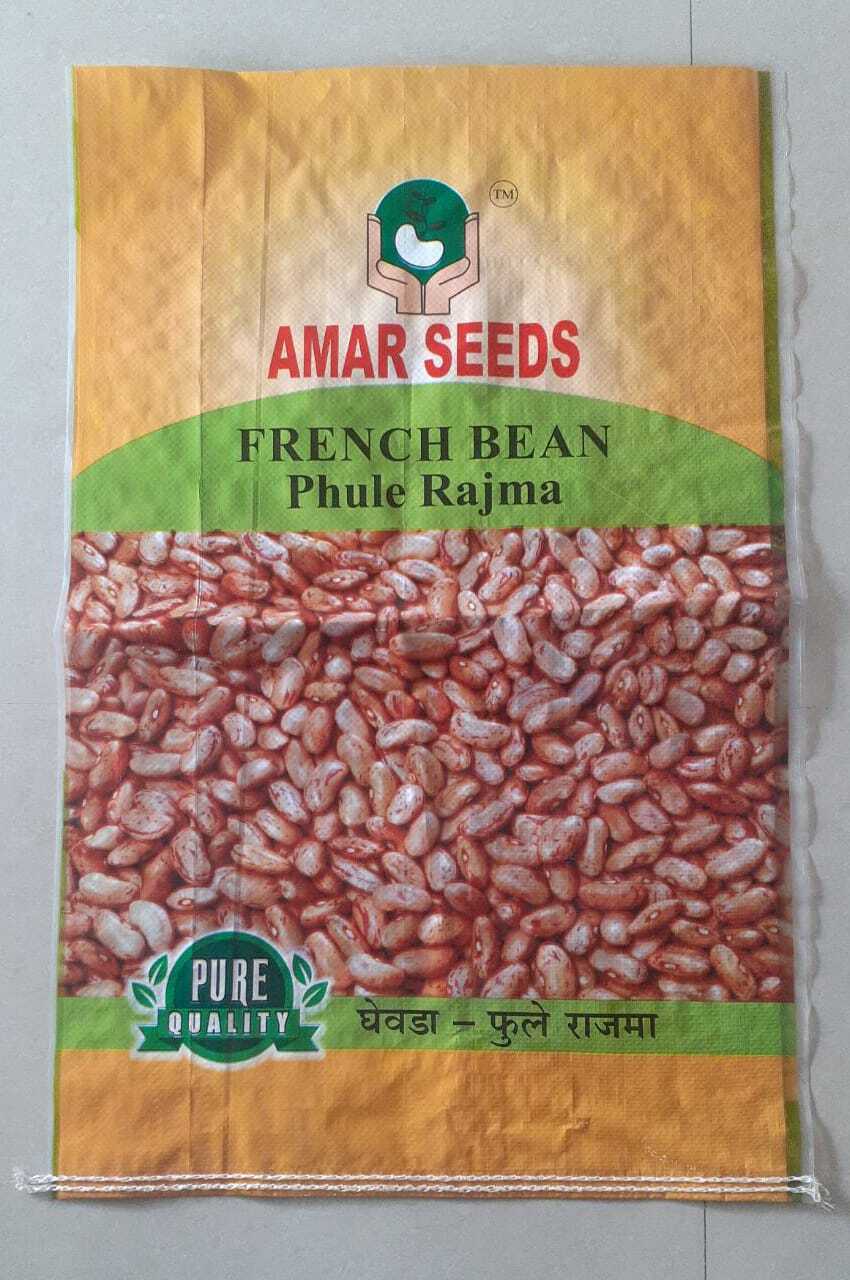 TM
AMAR SEEDS
FRENCH BEAN
Phule Rajma
PURE
QUALITY
घेवडा – फुले राजमा